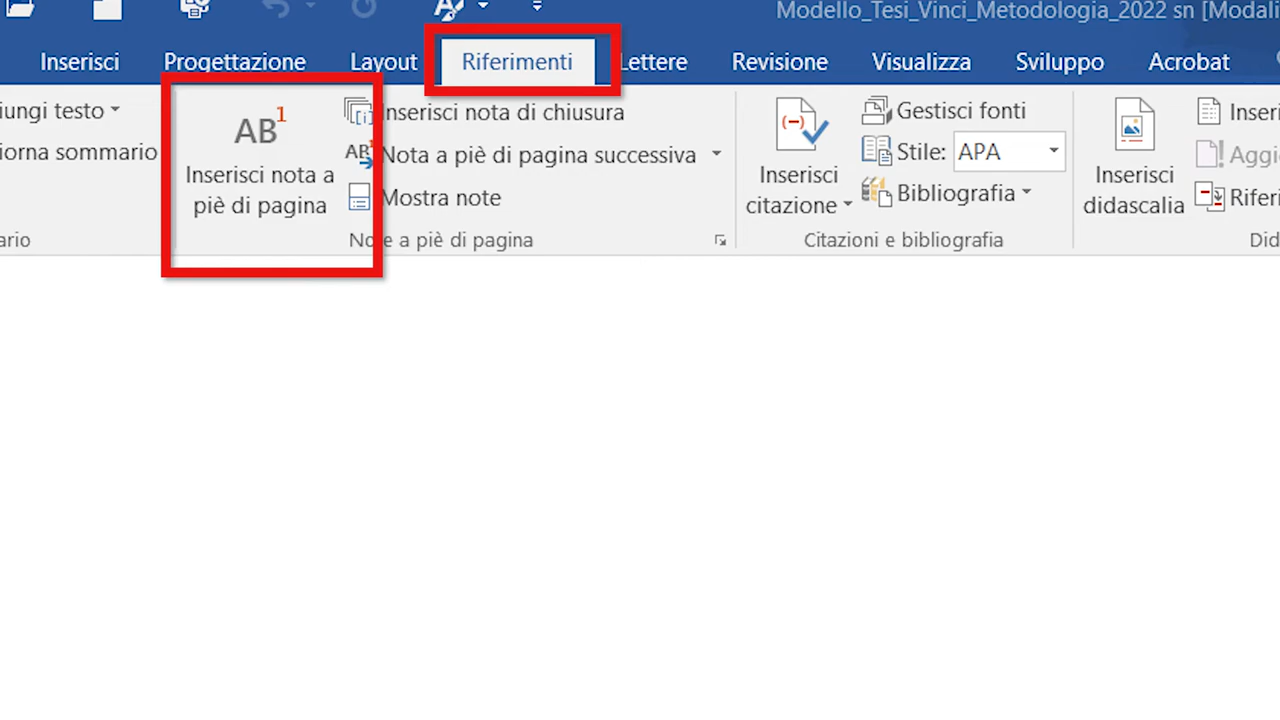 Modello_Tesi_Vinci_Metodologia_2022 sn [Modali
Inserisci Progettazione Layout Riferimenti Lettere Revisione Visualizza Sviluppo Acrobat
iungi testo
iorna sommario
ario
AB1
Inserisci nota a
piè di pagina
Inserisci nota di chiusura
AB1
Nota a piè di pagina successiva
Mostra note
Note a piè di pagina
Inserisci
citazione
Gestisci fonti
Stile: APA
Bibliografia
Citazioni e bibliografia
Inserisci
didascalia
Inseri
Aggi
Riferi
Did